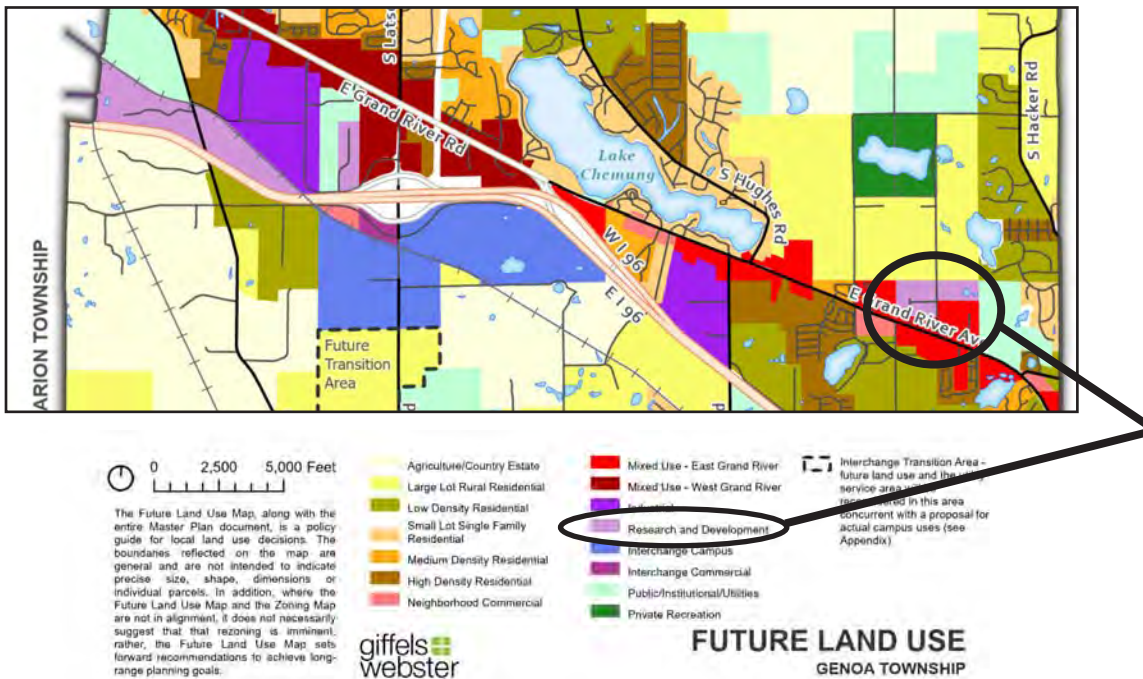 S Latso
E Grand River Rd
S Hacker Rd
Lake
Chemung
S Hughes Rd
W I 96
E I 96
E Grand River Av
ARION TOWNSHIP
Future
Transition
Area
0 2,500 5,000 Feet
The Future Land Use Map, along with the
entire Master Plan document, is a policy
guide for local land use decisions. The
boundaries reflected on the map are
general and are not intended to indicate
precise size, shape, dimensions or
individual parcels. In addition, where the
Future Land Use Map and the Zoning Map
are not in alignment, it does not necessarily
suggest that that rezoning is imminent,
rather, the Future Land Use Map sets
forward recommendations to achieve long-
range planning goals.
Agriculture/Country Estate
Large Lot Rural Residential
Low Density Residential
Small Lot Single Family
Residential
Medium Density Residential
High Density Residential
Neighborhood Commercial
Mixed Use - East Grand River
Mixed Use - West Grand River
Industrial
Research and Development
Interchange Campus
Interchange Commercial
Public/Institutional/Utilities
Private Recreation
Interchange Transition Area -
future land use and the
service area
in this area
concurrent with a proposal for
actual campus uses (see
Appendix)
giffels
webster
FUTURE LAND USE
GENOA TOWNSHIP